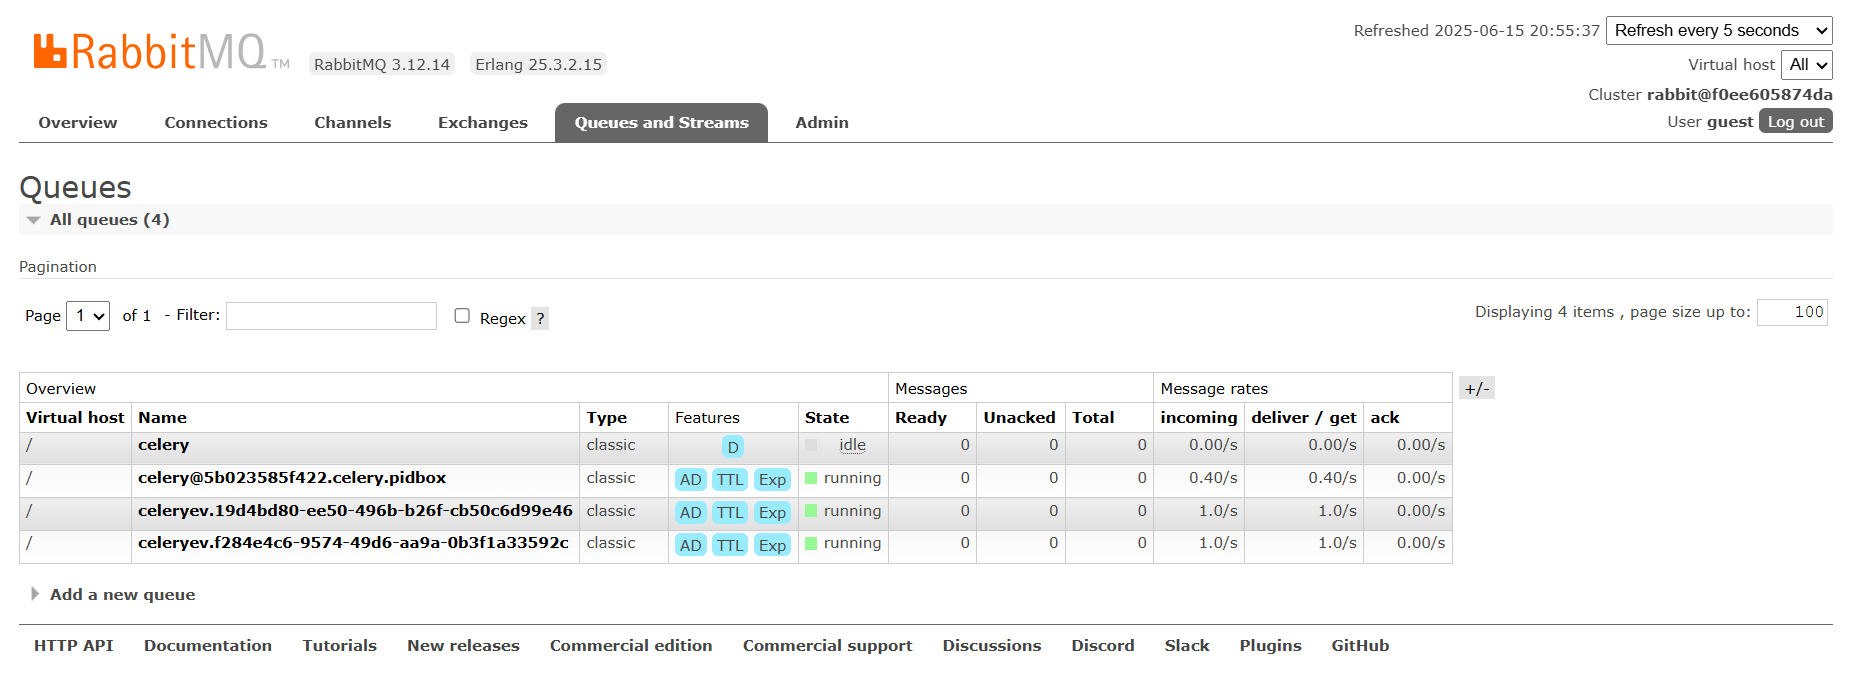 RabbitMQ TM RabbitMQ 3.12.14 Erlang 25.3.2.15
Refreshed 2025-06-15 20:55:37 Refresh every 5 seconds
Virtual host All
Cluster rabbit@f0ee605874da
User guest Log out
Overview Connections Channels Exchanges Queues and Streams Admin
Queues
All queues (4)
Pagination
Page 1 of 1 - Filter: Regex ? Displaying 4 items , page size up to: 100
Overview Messages Message rates +/-
Virtual host Name Type Features State Ready Unacked Total incoming deliver / get ack
/ celery classic D idle 0 0 0 0.00/s 0.00/s 0.00/s
/ celery@5b023585f422.celery.pidbox classic AD TTL Exp running 0 0 0 0.40/s 0.40/s 0.00/s
/ celeryev.19d4bd80-ee50-496b-b26f-cb50c6d99e46 classic AD TTL Exp running 0 0 0 1.0/s 1.0/s 0.00/s
/ celeryev.f284e4c6-9574-49d6-aa9a-0b3f1a33592c classic AD TTL Exp running 0 0 0 1.0/s 1.0/s 0.00/s
Add a new queue
HTTP API Documentation Tutorials New releases Commercial edition Commercial support Discussions Discord Slack Plugins GitHub